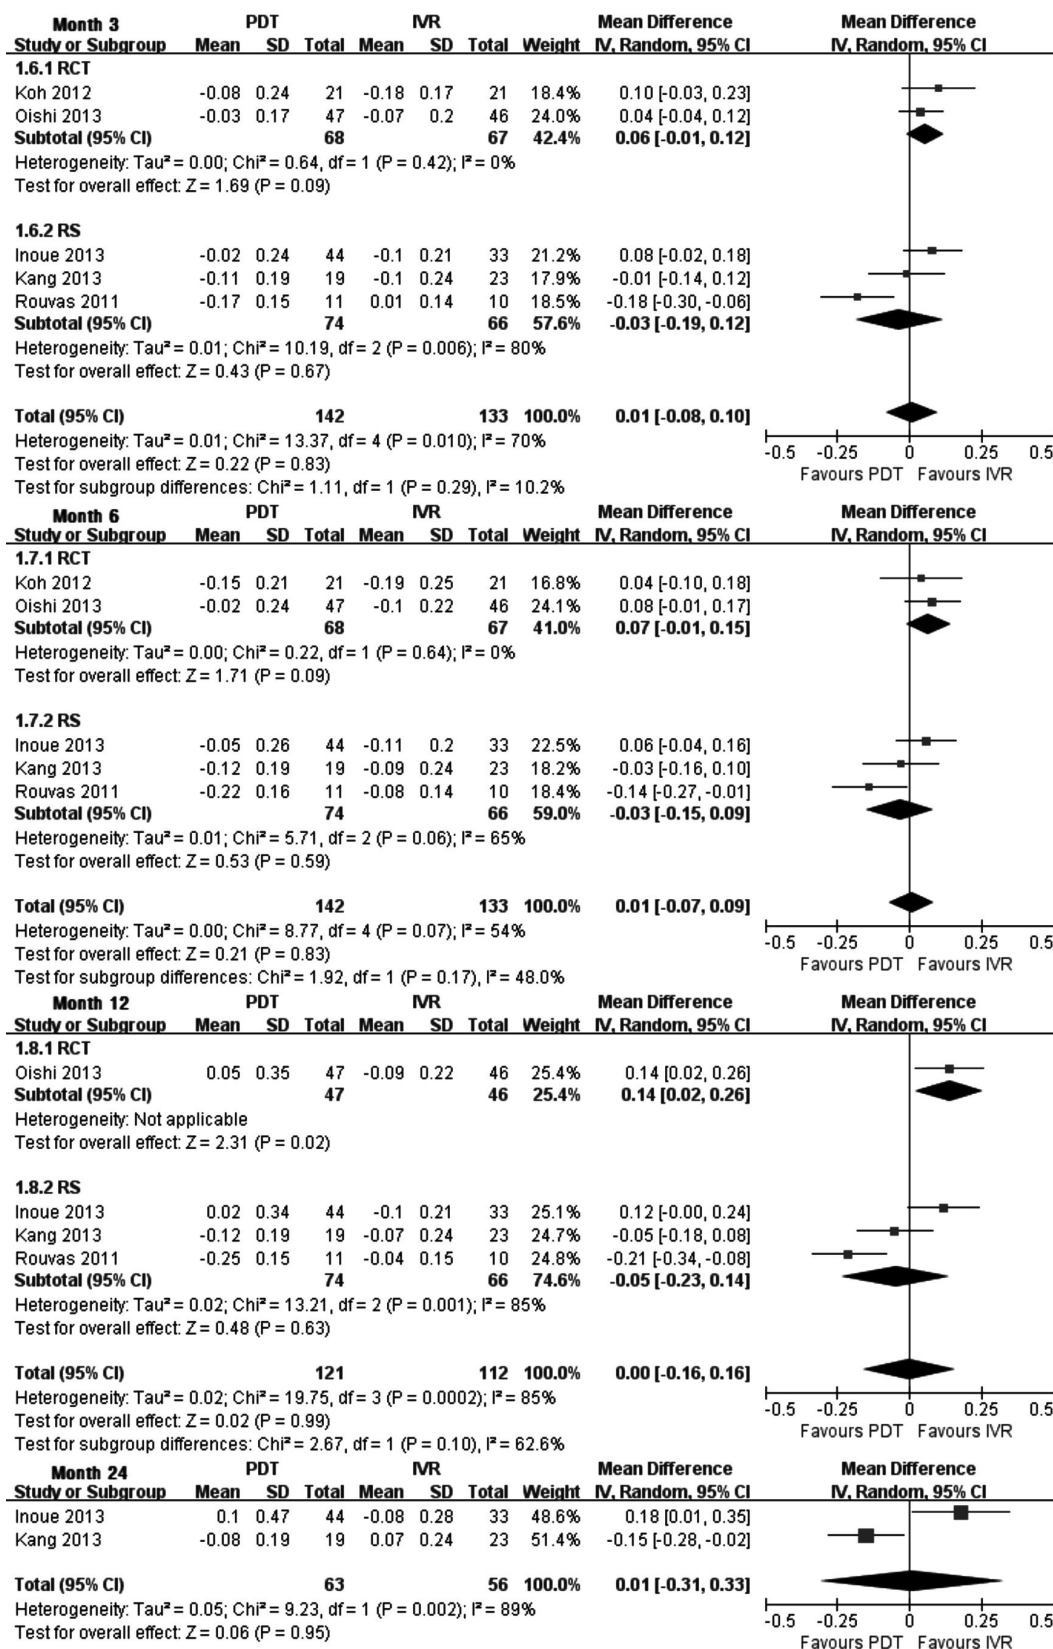 Month 3 PDT IVR Mean Difference Mean Difference
Study or Subgroup Mean SD Total Mean SD Total Weight IV, Random, 95% CI IV, Random, 95% CI
1.6.1 RCT
Koh 2012 -0.08 0.24 21 -0.18 0.17 21 18.4% 0.10 [-0.03, 0.23]
Oishi 2013 -0.03 0.17 47 -0.07 0.2 46 24.0% 0.04 [-0.04, 0.12]
Subtotal (95% CI) 68 67 42.4% 0.06 [-0.01, 0.12]
Heterogeneity: Tau² = 0.00; Chi² = 0.64, df = 1 (P = 0.42); I² = 0%
Test for overall effect: Z = 1.69 (P = 0.09)
1.6.2 RS
Inoue 2013 -0.02 0.24 44 -0.1 0.21 33 21.2% 0.08 [-0.02, 0.18]
Kang 2013 -0.11 0.19 19 -0.1 0.24 23 17.9% -0.01 [-0.14, 0.12]
Rouvas 2011 -0.17 0.15 11 0.01 0.14 10 18.5% -0.18 [-0.30, -0.06]
Subtotal (95% CI) 74 66 57.6% -0.03 [-0.19, 0.12]
Heterogeneity: Tau² = 0.01; Chi² = 10.19, df = 2 (P = 0.006); I² = 80%
Test for overall effect: Z = 0.43 (P = 0.67)
Total (95% CI) 142 133 100.0% 0.01 [-0.08, 0.10]
Heterogeneity: Tau² = 0.01; Chi² = 13.37, df = 4 (P = 0.010); I² = 70%
Test for overall effect: Z = 0.22 (P = 0.83)
Test for subgroup differences: Chi² = 1.11, df = 1 (P = 0.29), I² = 10.2%
-0.5 -0.25 0 0.25 0.5
Favours PDT Favours IVR
Month 6 PDT IVR Mean Difference Mean Difference
Study or Subgroup Mean SD Total Mean SD Total Weight IV, Random, 95% CI IV, Random, 95% CI
1.7.1 RCT
Koh 2012 -0.15 0.21 21 -0.19 0.25 21 16.8% 0.04 [-0.10, 0.18]
Oishi 2013 -0.02 0.24 47 -0.1 0.22 46 24.1% 0.08 [-0.01, 0.17]
Subtotal (95% CI) 68 67 41.0% 0.07 [-0.01, 0.15]
Heterogeneity: Tau² = 0.00; Chi² = 0.22, df = 1 (P = 0.64); I² = 0%
Test for overall effect: Z = 1.71 (P = 0.09)
1.7.2 RS
Inoue 2013 -0.05 0.26 44 -0.11 0.2 33 22.5% 0.06 [-0.04, 0.16]
Kang 2013 -0.12 0.19 19 -0.09 0.24 23 18.2% -0.03 [-0.16, 0.10]
Rouvas 2011 -0.22 0.16 11 -0.08 0.14 10 18.4% -0.14 [-0.27, -0.01]
Subtotal (95% CI) 74 66 59.0% -0.03 [-0.15, 0.09]
Heterogeneity: Tau² = 0.01; Chi² = 5.71, df = 2 (P = 0.06); I² = 65%
Test for overall effect: Z = 0.53 (P = 0.59)
Total (95% CI) 142 133 100.0% 0.01 [-0.07, 0.09]
Heterogeneity: Tau² = 0.00; Chi² = 8.77, df = 4 (P = 0.07); I² = 54%
Test for overall effect: Z = 0.21 (P = 0.83)
Test for subgroup differences: Chi² = 1.92, df = 1 (P = 0.17), I² = 48.0%
-0.5 -0.25 0 0.25 0.5
Favours PDT Favours IVR
Month 12 PDT IVR Mean Difference Mean Difference
Study or Subgroup Mean SD Total Mean SD Total Weight IV, Random, 95% CI IV, Random, 95% CI
1.8.1 RCT
Oishi 2013 0.05 0.35 47 -0.09 0.22 46 25.4% 0.14 [0.02, 0.26]
Subtotal (95% CI) 47 46 25.4% 0.14 [0.02, 0.26]
Heterogeneity: Not applicable
Test for overall effect: Z = 2.31 (P = 0.02)
1.8.2 RS
Inoue 2013 0.02 0.34 44 -0.1 0.21 33 25.1% 0.12 [-0.00, 0.24]
Kang 2013 -0.12 0.19 19 -0.07 0.24 23 24.7% -0.05 [-0.18, 0.08]
Rouvas 2011 -0.25 0.15 11 -0.04 0.15 10 24.8% -0.21 [-0.34, -0.08]
Subtotal (95% CI) 74 66 74.6% -0.05 [-0.23, 0.14]
Heterogeneity: Tau² = 0.02; Chi² = 13.21, df = 2 (P = 0.001); I² = 85%
Test for overall effect: Z = 0.48 (P = 0.63)
Total (95% CI) 121 112 100.0% 0.00 [-0.16, 0.16]
Heterogeneity: Tau² = 0.02; Chi² = 19.75, df = 3 (P = 0.0002); I² = 85%
Test for overall effect: Z = 0.02 (P = 0.99)
Test for subgroup differences: Chi² = 2.67, df = 1 (P = 0.10), I² = 62.6%
-0.5 -0.25 0 0.25 0.5
Favours PDT Favours IVR
Month 24 PDT IVR Mean Difference Mean Difference
Study or Subgroup Mean SD Total Mean SD Total Weight IV, Random, 95% CI IV, Random, 95% CI
Inoue 2013 0.1 0.47 44 -0.08 0.28 33 48.6% 0.18 [0.01, 0.35]
Kang 2013 -0.08 0.19 19 0.07 0.24 23 51.4% -0.15 [-0.28, -0.02]
Total (95% CI) 63 56 100.0% 0.01 [-0.31, 0.33]
Heterogeneity: Tau² = 0.05; Chi² = 9.23, df = 1 (P = 0.002); I² = 89%
Test for overall effect: Z = 0.06 (P = 0.95)
-0.5 -0.25 0 0.25 0.5
Favours PDT Favours IVR